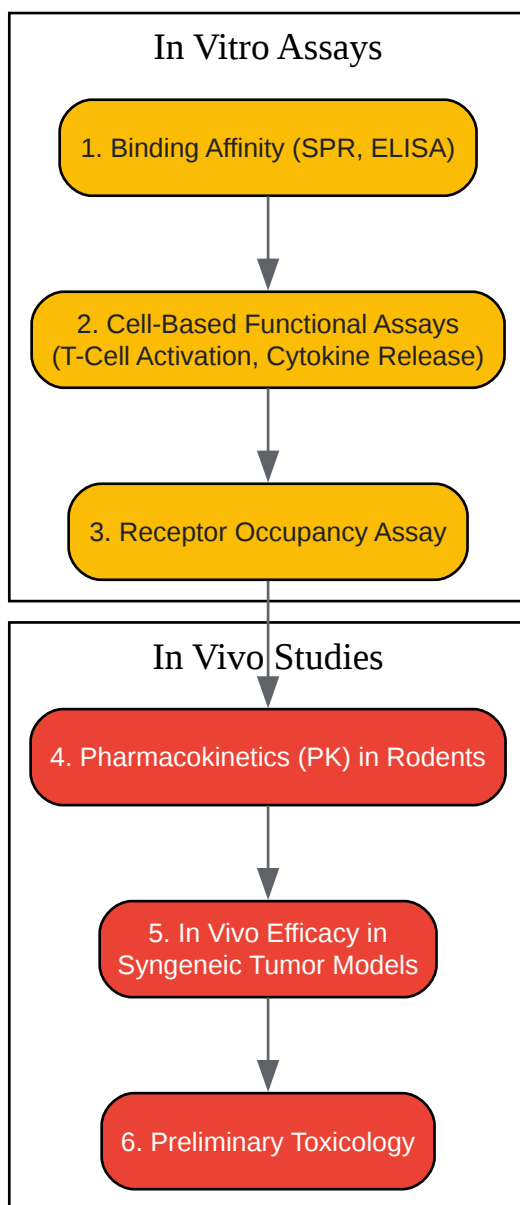 In Vitro Assays
1. Binding Affinity (SPR, ELISA)
2. Cell-Based Functional Assays
(T-Cell Activation, Cytokine Release)
3. Receptor Occupancy Assay
In Vivo Studies
4. Pharmacokinetics (PK) in Rodents
5. In Vivo Efficacy in
Syngeneic Tumor Models
6. Preliminary Toxicology